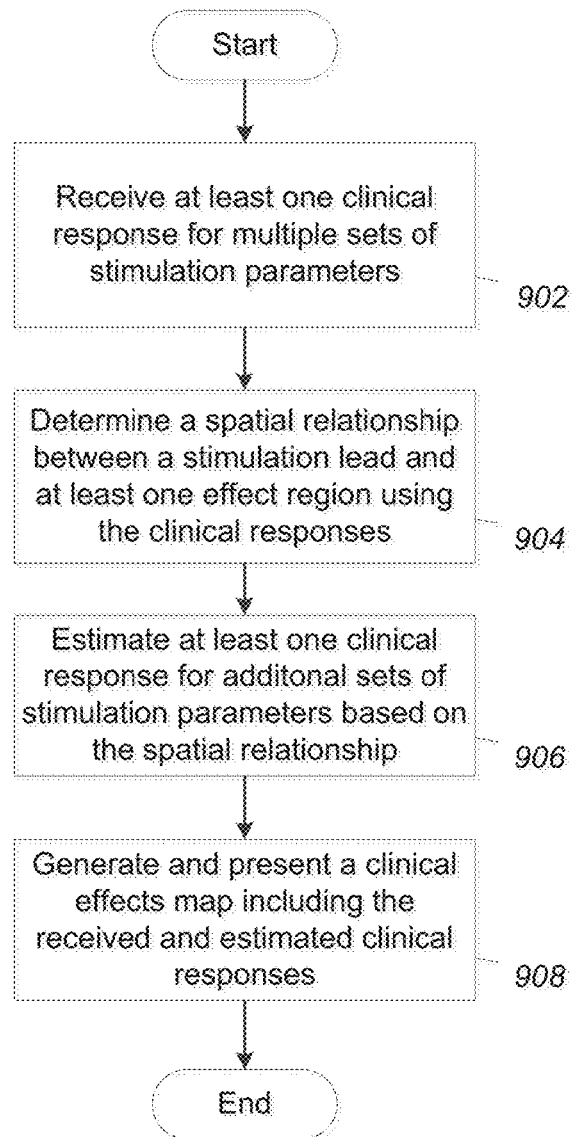 Start
Receive at least one clinical
response for multiple sets of
stimulation parameters
902
Determine a spatial relationship
between a stimulation lead and
at least one effect region using
the clinical responses
904
Estimate at least one clinical
response for additonal sets of
stimulation parameters based on
the spatial relationship
906
Generate and present a clinical
effects map including the
received and estimated clinical
responses
908
End